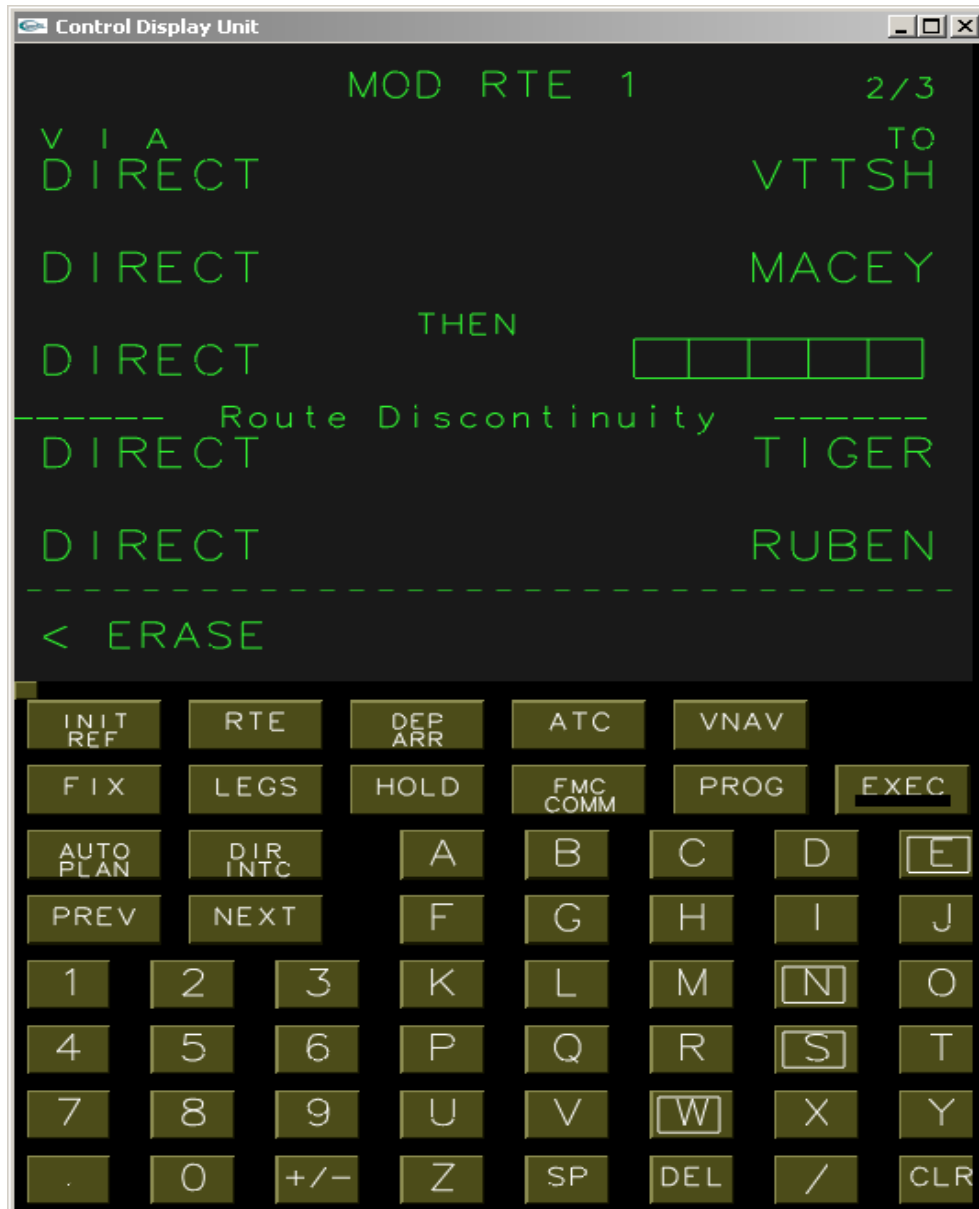 Control Display Unit
MOD RTE 1 2/3
VIA TO
DIRECT VTTSH
DIRECT MACEY
THEN
DIRECT
------ Route Discontinuity ------
DIRECT TIGER
DIRECT RUBEN
< ERASE
INIT REF RTE DEP ARR ATC VNAV
FIX LEGS HOLD FMC COMM PROG EXEC
AUTO PLAN DIR INTC A B C D E
PREV NEXT F G H I J
1 2 3 K L M N O
4 5 6 P Q R S T
7 8 9 U V W X Y
. 0 +/- Z SP DEL / CLR